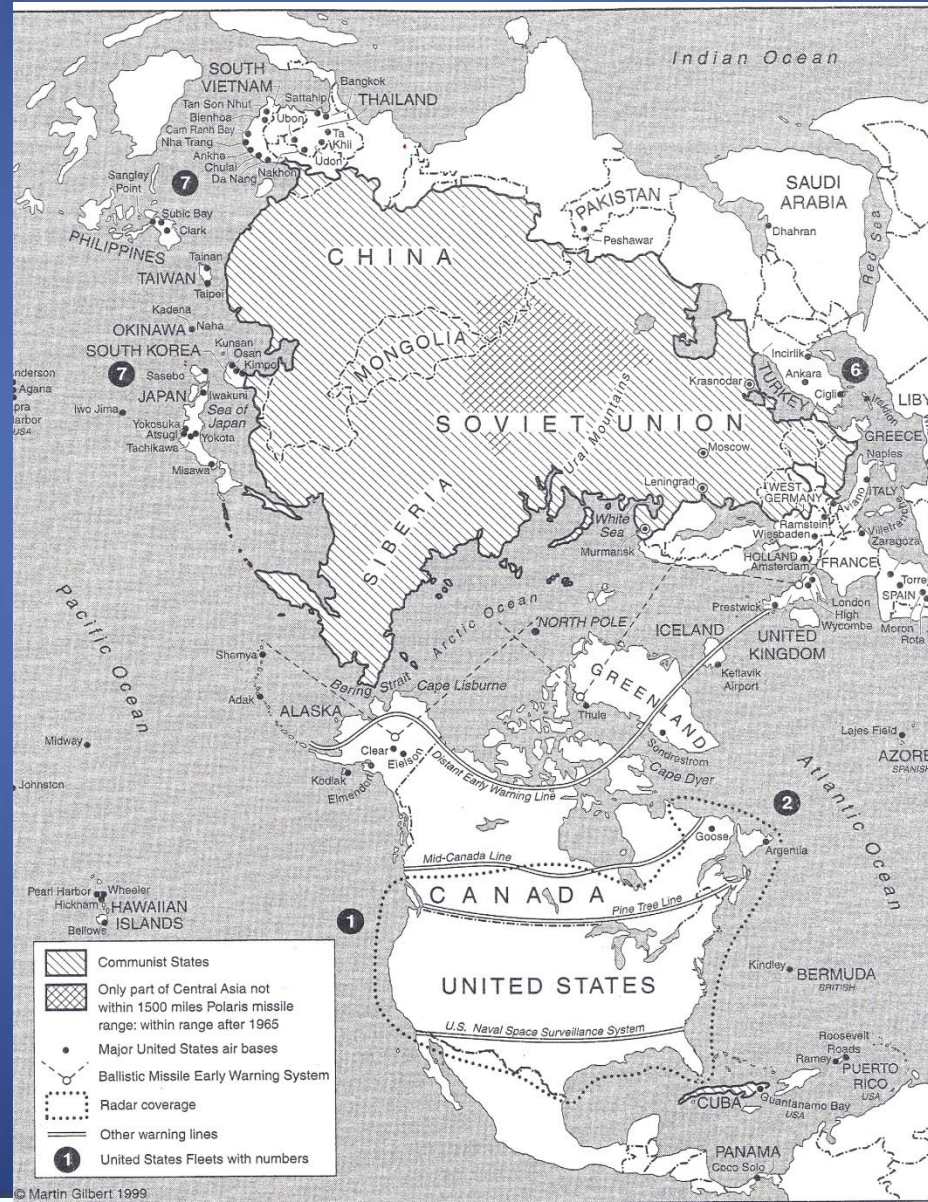 Indian Ocean
SOUTH
VIETNAM
Bangkok
Sattahip
THAILAND
Tan Son Nhut
Bienhoa
Ubon
Cam Ranh Bay
Nha Trang
Ta
Khli
Ankhe
Chulai
Udon
Da Nang
Nakhon
Sangley
Point
7
Subic Bay
Clark
PHILIPPINES
CHINA
PAKISTAN
Peshawar
SAUDI
ARABIA
Dhahran
Red Sea
Tainan
TAIWAN
Taipei
Kadena
OKINAWA
Naha
SOUTH KOREA
Kunsan
Osan
Kimpo
MONGOLIA
7
Sasebo
JAPAN
Iwakuni
Sea of
Japan
Iwo Jima
Yokosuka
Atsugi
Yokota
Tachikawa
Misawa
anderson
Agana
pra
arbor
USA
Incirlik
Ankara
TURKEY
Cigli
6
Iraklion
LIBY
GREECE
Krasnodar
SOVIET UNION
Ural Mountains
Moscow
Leningrad
SIBERIA
White
Sea
Murmansk
Naples
WEST
GERMANY
Aviano
ITALY
Ramstein
Wiesbaden
Villefranche
Zaragoza
HOLLAND
Amsterdam
FRANCE
Torre
SPAIN
Moron
Rota
Prestwick
London
High
Wycombe
UNITED
KINGDOM
Pacific Ocean
Arctic Ocean
NORTH POLE
ICELAND
Keflavik
Airport
Shemya
Adak
Bering Strait
Cape Lisburne
ALASKA
GREENLAND
Thule
Sondrestrom
Cape Dyer
Lajes Field
AZORE
SPANISH
Midway
Johnston
Clear
Eielson
Kodiak
Elmendorf
Distant Early Warning Line
Atlantic Ocean
2
Goose
Argentia
Mid-Canada Line
CANADA
Pine Tree Line
Pearl Harbor
Wheeler
Hickham
HAWAIIAN
ISLANDS
Bellows
1
UNITED STATES
Kindley
BERMUDA
BRITISH
U.S. Naval Space Surveillance System
Roosevelt
Roads
Ramey
PUERTO
RICO
USA
CUBA
Guantanamo Bay
USA
PANAMA
Coco Solo
Communist States
Only part of Central Asia not
within 1500 miles Polaris missile
range: within range after 1965
Major United States air bases
Ballistic Missile Early Warning System
Radar coverage
Other warning lines
1 United States Fleets with numbers
© Martin Gilbert 1999